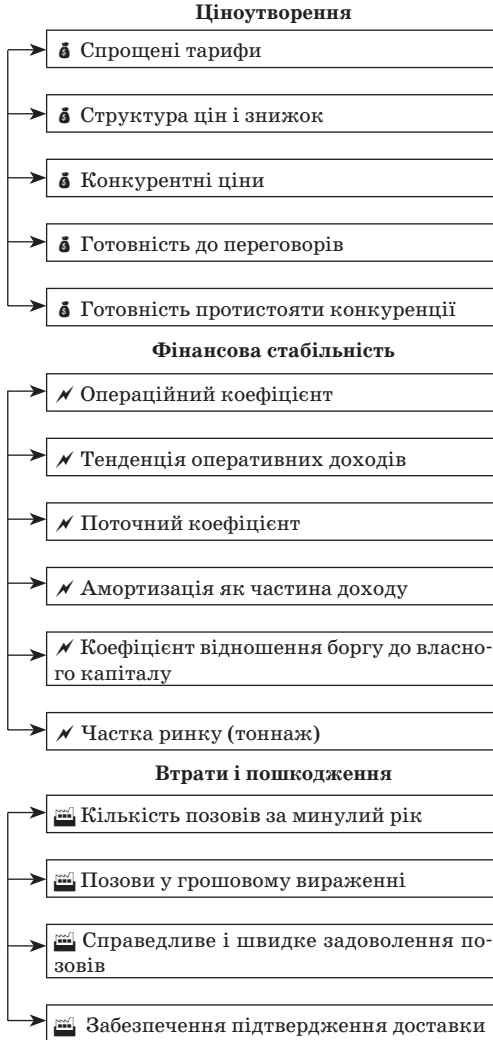 Ціноутворення
Спрощені тарифи
Структура цін і знижок
Конкурентні ціни
Готовність до переговорів
Готовність протистояти конкуренції
Фінансова стабільність
Операційний коефіцієнт
Тенденція оперативних доходів
Поточний коефіцієнт
Амортизація як частина доходу
Коефіцієнт відношення боргу до власно-
го капіталу
Частка ринку (тоннаж)
Втрати і пошкодження
Кількість позовів за минулий рік
Позови у грошовому вираженні
Справедливе і швидке задоволення по-
зовів
Забезпечення підтвердження доставки